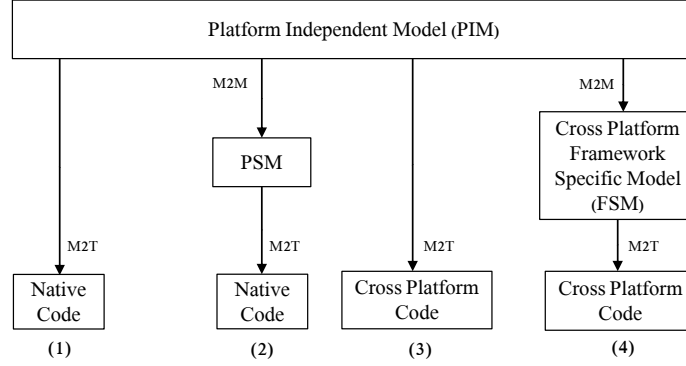 Platform Independent Model (PIM)
M2M
M2M
Cross Platform
Framework
Specific Model
(FSM)
PSM
M2T
M2T
M2T
M2T
Native
Code
Native
Code
Cross Platform
Code
Cross Platform
Code
(1)
(2)
(3)
(4)